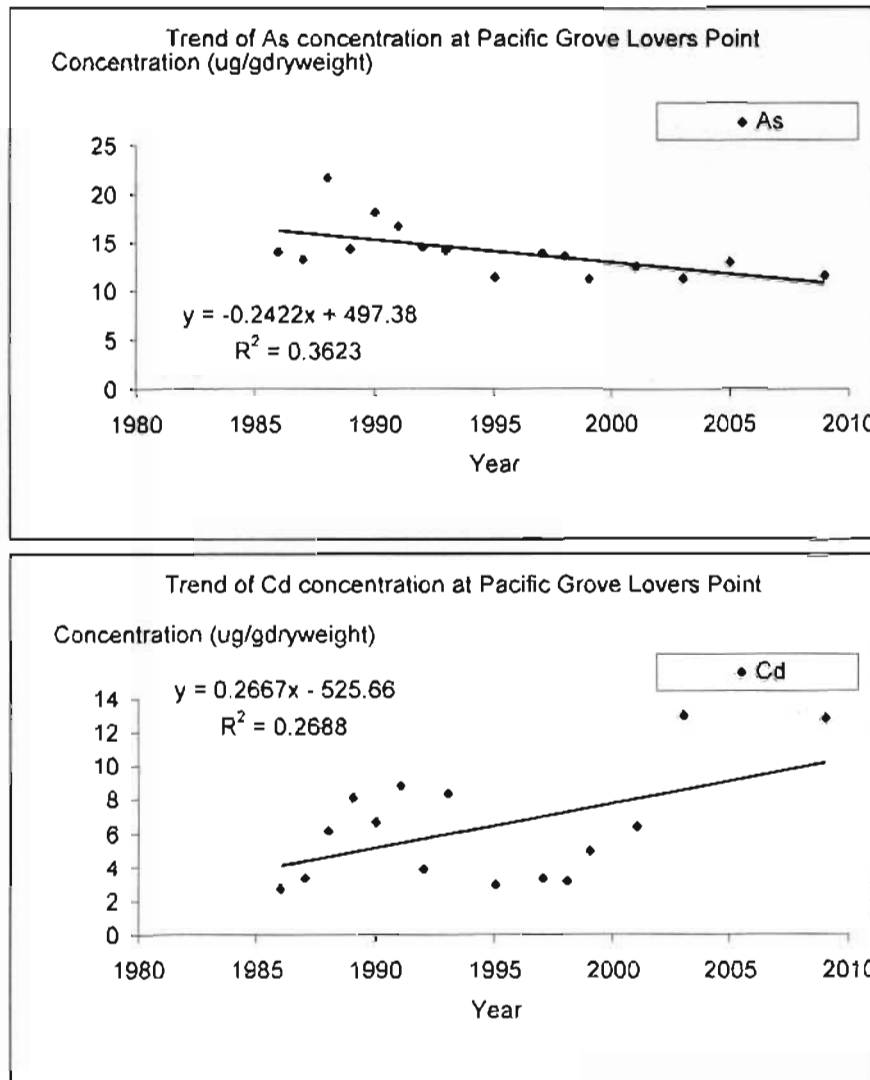 Trend of As concentration at Pacific Grove Lovers Point
Concentration (ug/gdryweight)
As
25
20
15
10
5
0
y = -0.2422x + 497.38
R² = 0.3623
1980 1985 1990 1995 2000 2005 2010
Year
Trend of Cd concentration at Pacific Grove Lovers Point
Concentration (ug/gdryweight)
Cd
y = 0.2667x - 525.66
R² = 0.2688
14
12
10
8
6
4
2
0
1980 1985 1990 1995 2000 2005 2010
Year